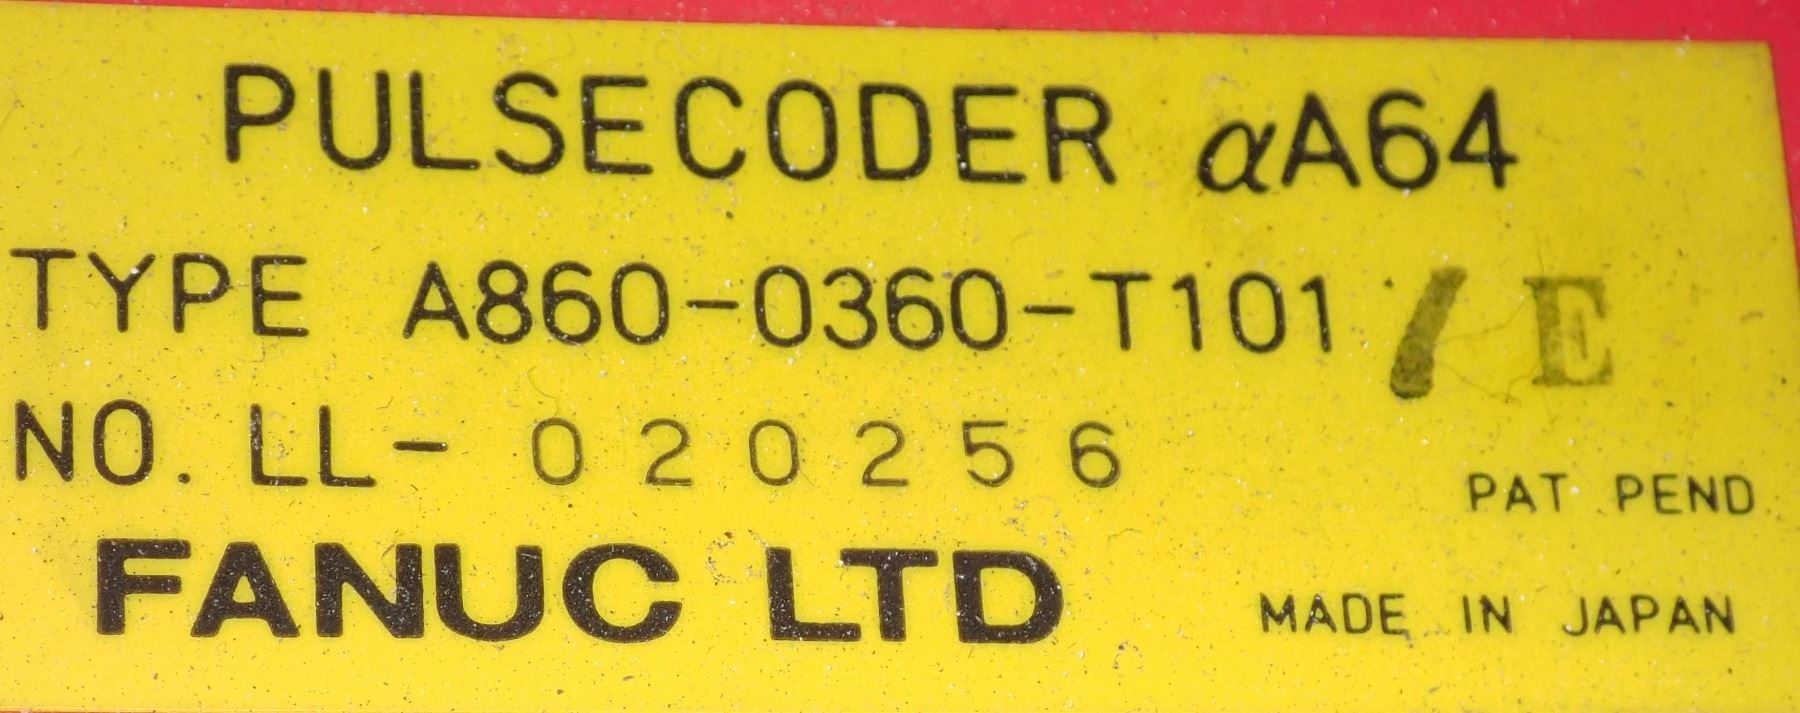 PULSECODER αA64
TYPE A860-0360-T101 /E
NO. LL- 020256
PAT. PEND
FANUC LTD
MADE IN JAPAN